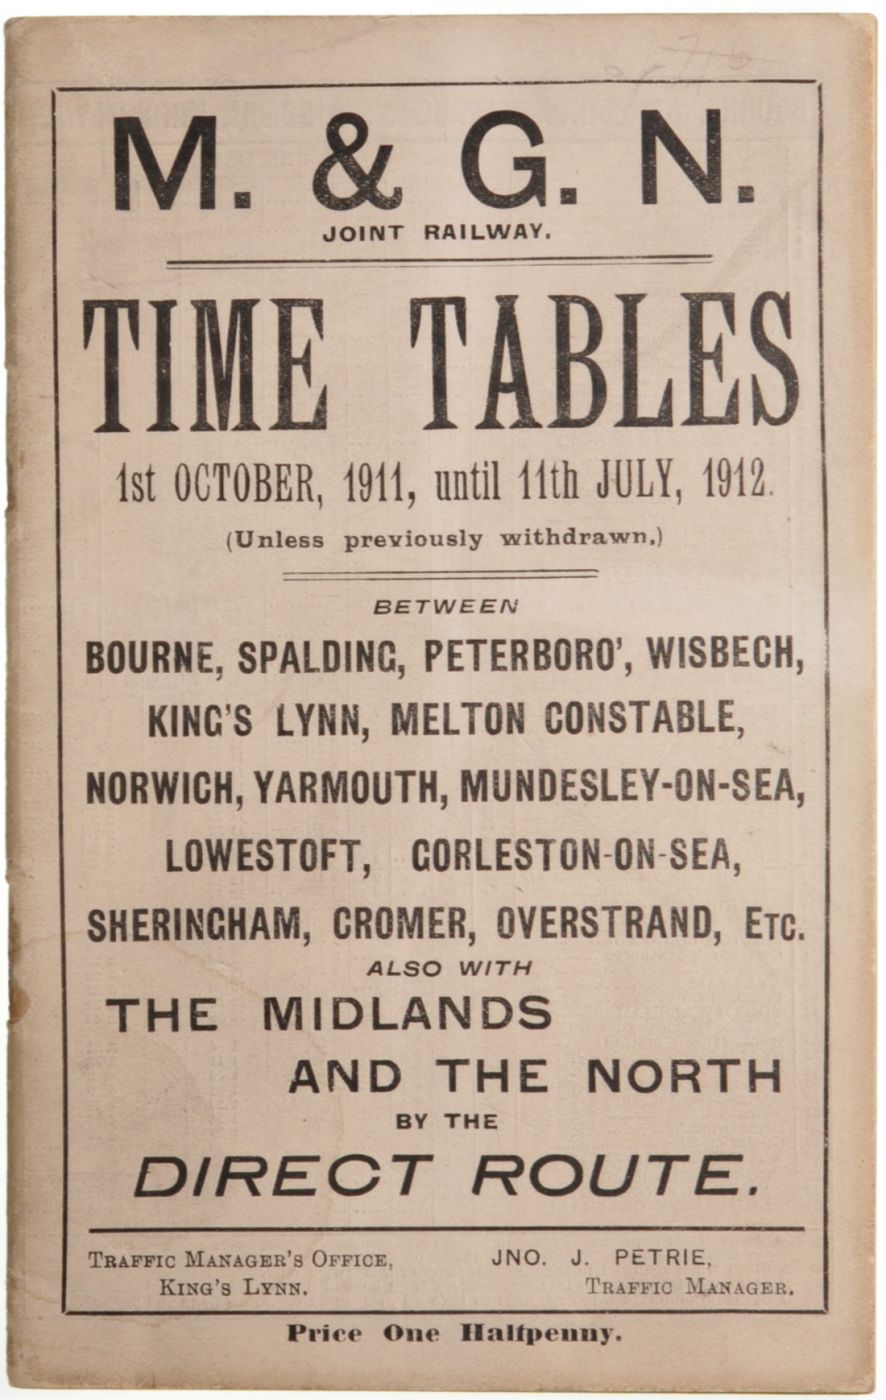 M. & G. N.
JOINT RAILWAY.
TIME TABLES
1st OCTOBER, 1911, until 11th JULY, 1912.
(Unless previously withdrawn.)
BETWEEN
BOURNE, SPALDING, PETERBORO', WISBECH,
KING'S LYNN, MELTON CONSTABLE,
NORWICH, YARMOUTH, MUNDESLEY-ON-SEA,
LOWESTOFT, GORLESTON-ON-SEA,
SHERINGHAM, CROMER, OVERSTRAND, ETC.
ALSO WITH
THE MIDLANDS
AND THE NORTH
BY THE
DIRECT ROUTE.
TRAFFIC MANAGER'S OFFICE,
KING'S LYNN.
JNO. J. PETRIE,
TRAFFIC MANAGER.
Price One Halfpenny.